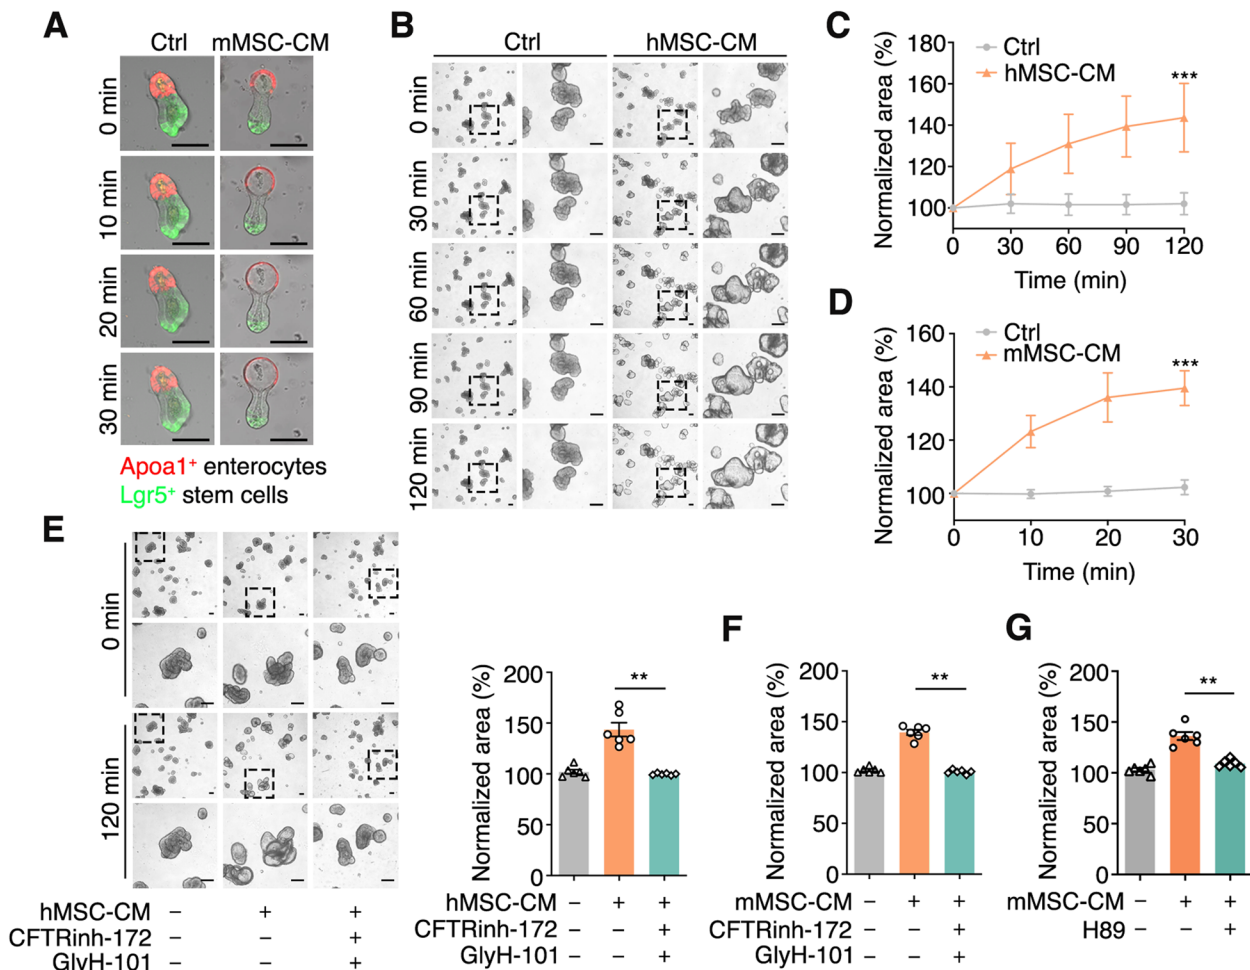 A
Ctrl mMSC-CM
0 min
10 min
20 min
30 min
Apoa1⁺ enterocytes
Lgr5⁺ stem cells
B
Ctrl hMSC-CM
0 min
30 min
60 min
90 min
120 min
C
Normalized area (%)
180
160
140
120
100
0 30 60 90 120
Time (min)
Ctrl
hMSC-CM
***
D
Normalized area (%)
160
140
120
100
0 10 20 30
Time (min)
Ctrl
mMSC-CM
***
E
0 min
120 min
hMSC-CM − + +
CFTRinh-172 − − +
GlyH-101 − − +
Normalized area (%)
200
150
100
50
0
**
hMSC-CM − + +
CFTRinh-172 − − +
GlyH-101 − − +
F
Normalized area (%)
200
150
100
50
0
**
mMSC-CM − + +
CFTRinh-172 − − +
GlyH-101 − − +
G
Normalized area (%)
200
150
100
50
0
**
mMSC-CM − + +
H89 − − +